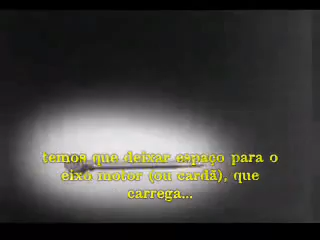 temos que deixar espaço para o
eixo motor (ou cardã), que
carrega...